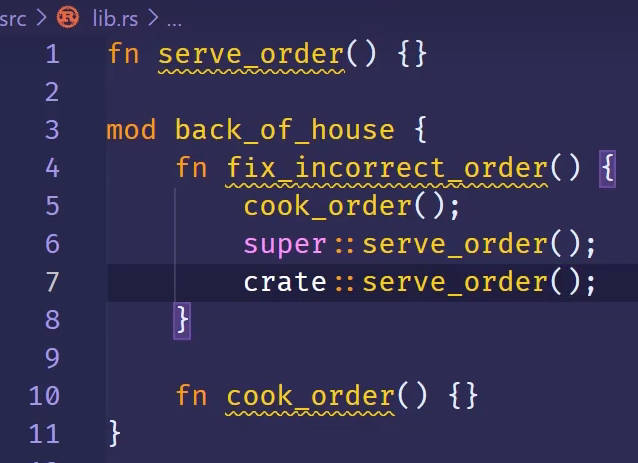 src > lib.rs > ...
1 fn serve_order() {}
2
3 mod back_of_house {
4     fn fix_incorrect_order() {
5         cook_order();
6         super::serve_order();
7         crate::serve_order();
8     }
9
10     fn cook_order() {}
11 }